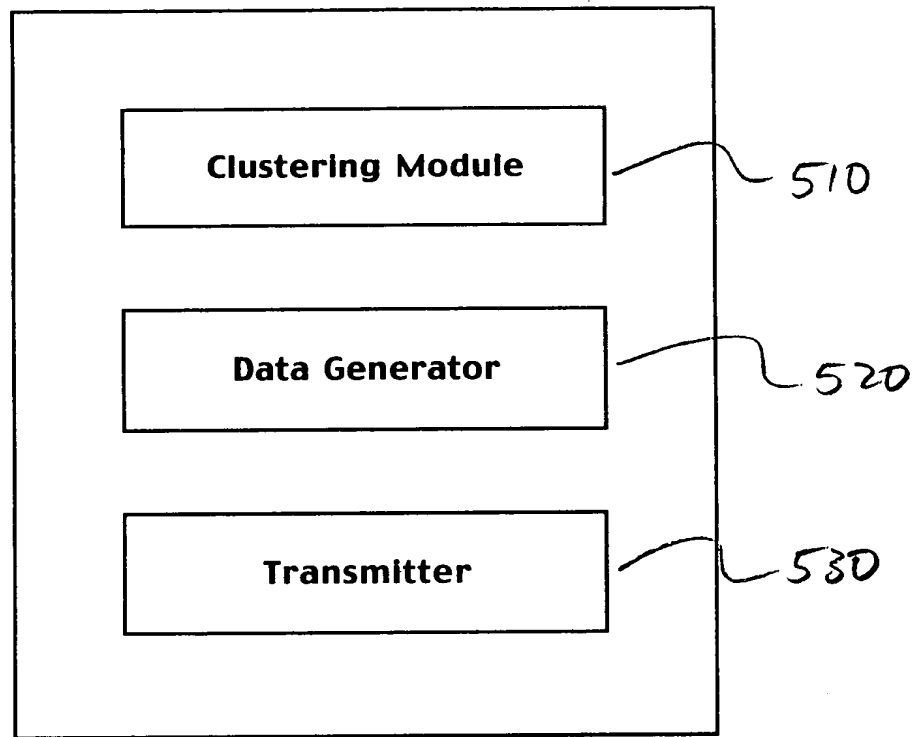 Clustering Module
510
Data Generator
520
Transmitter
530